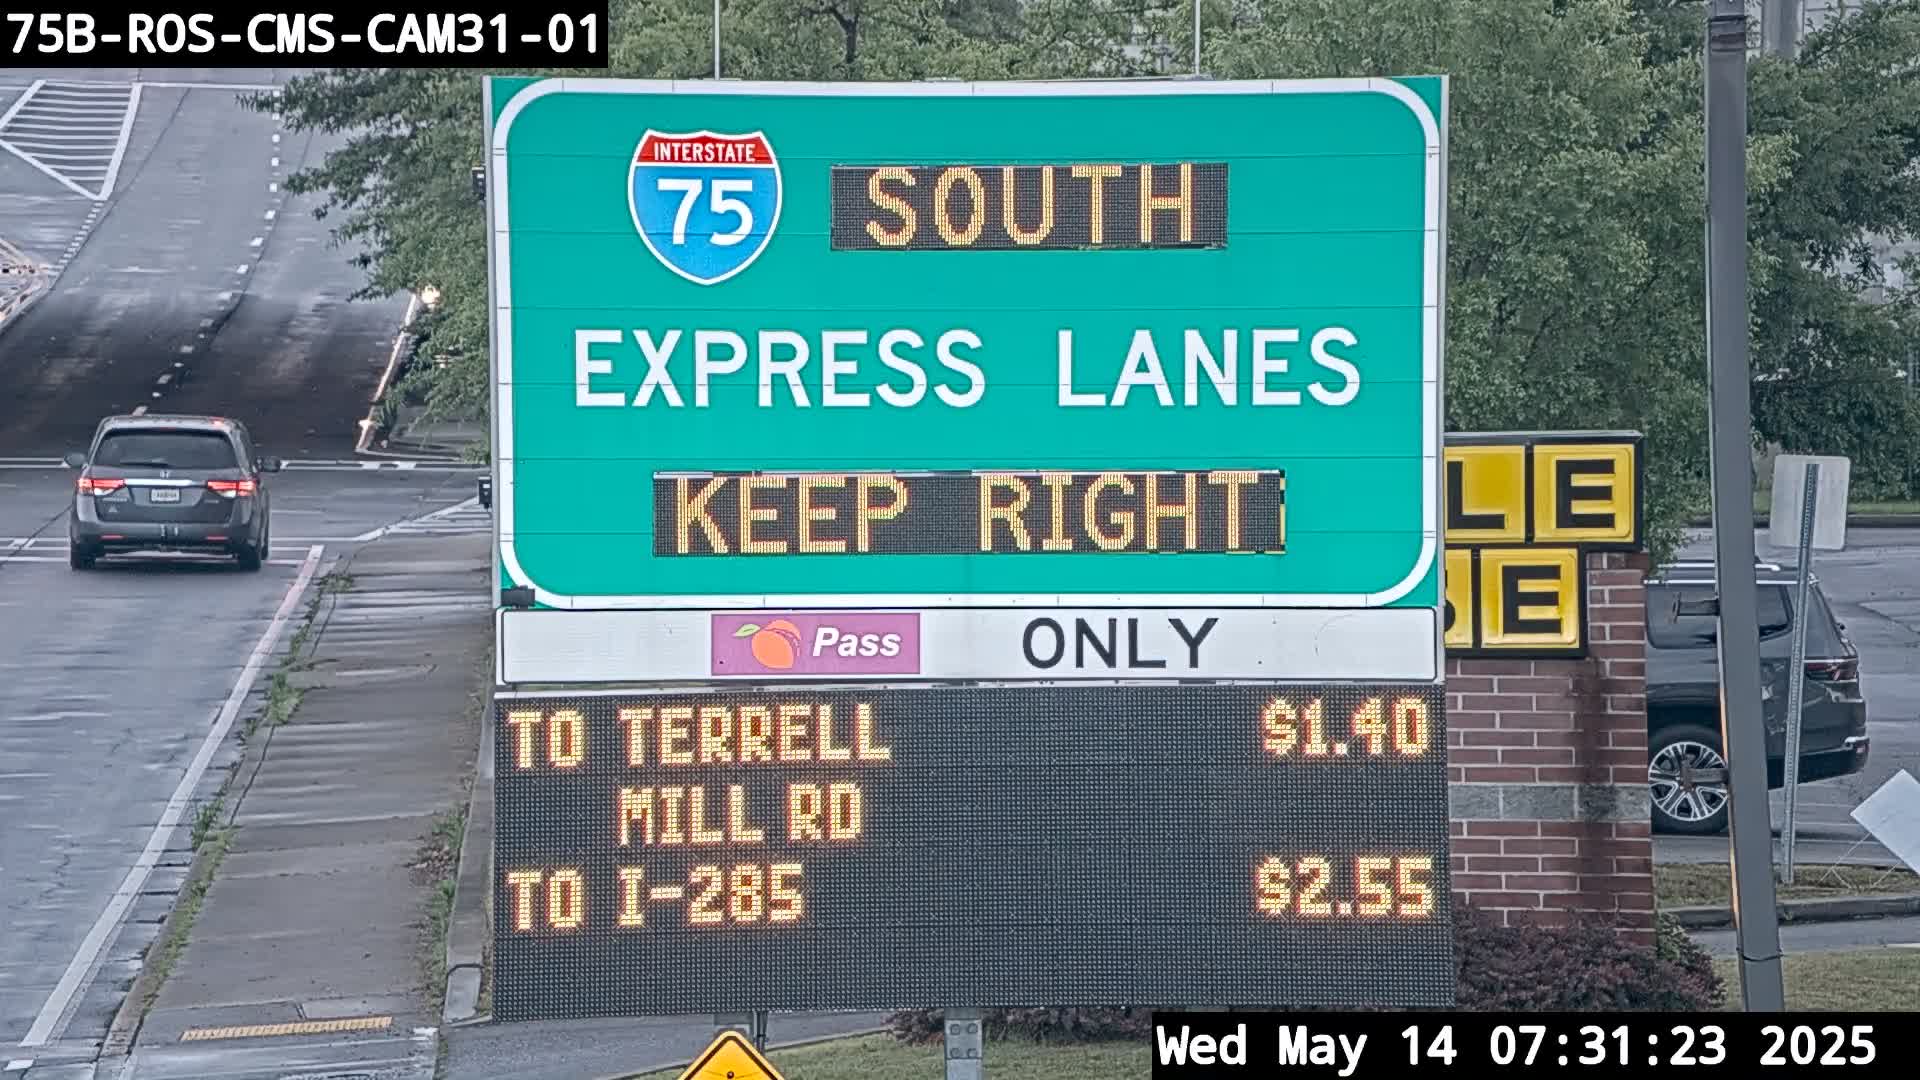 75B-ROS-CMS-CAM31-01
INTERSTATE
75
SOUTH
EXPRESS LANES
KEEP RIGHT
Pass ONLY
TO TERRELL $1.40
MILL RD
TO I-285 $2.55
LE
E
Wed May 14 07:31:23 2025